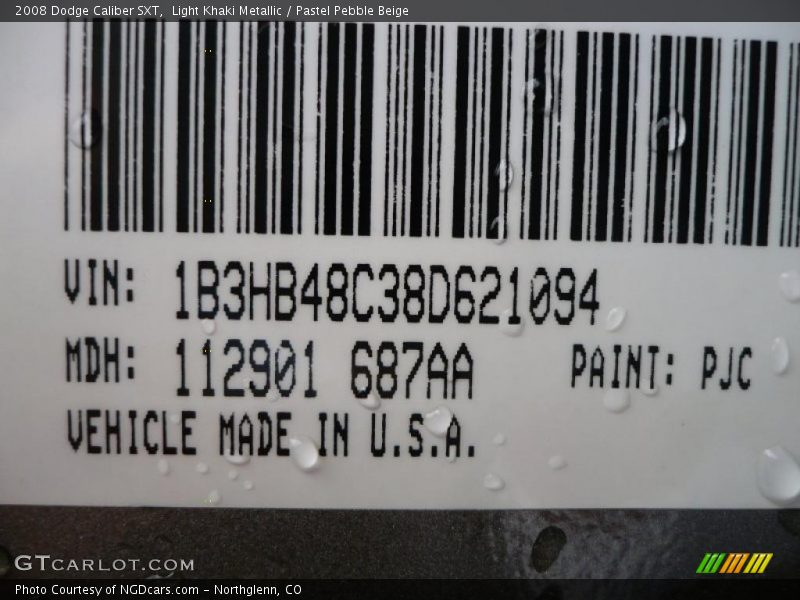 2008 Dodge Caliber SXT, Light Khaki Metallic / Pastel Pebble Beige
VIN: 1B3HB48C38D621094
MDH: 112901 687AA PAINT: PJC
VEHICLE MADE IN U.S.A.
GTCARLOT.COM
Photo Courtesy of NGDcars.com – Northglenn, CO